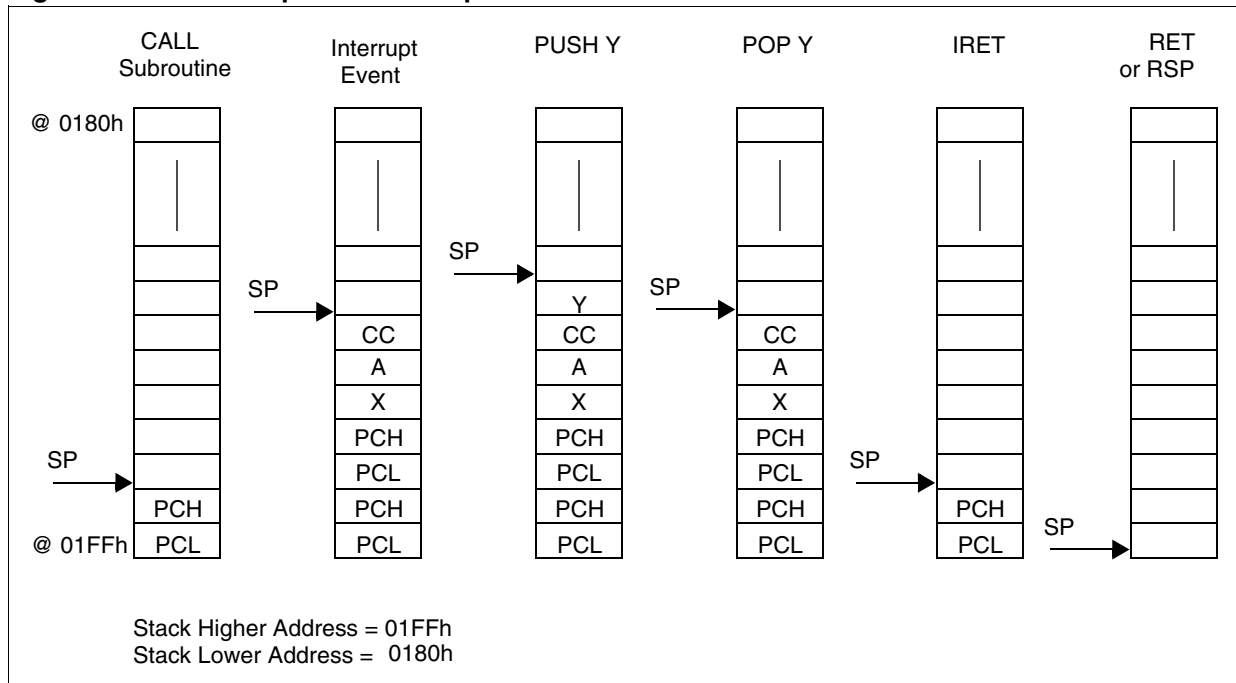 CALL
Subroutine
Interrupt
Event
PUSH Y
POP Y
IRET
RET
or RSP
@ 0180h
SP
SP
SP
Y
SP
CC
CC
CC
A
A
A
X
X
X
PCH
PCH
PCH
SP
PCL
PCL
PCL
SP
PCH
PCH
PCH
PCH
PCH
@ 01FFh
PCL
PCL
PCL
PCL
PCL
SP
Stack Higher Address = 01FFh
Stack Lower Address = 0180h